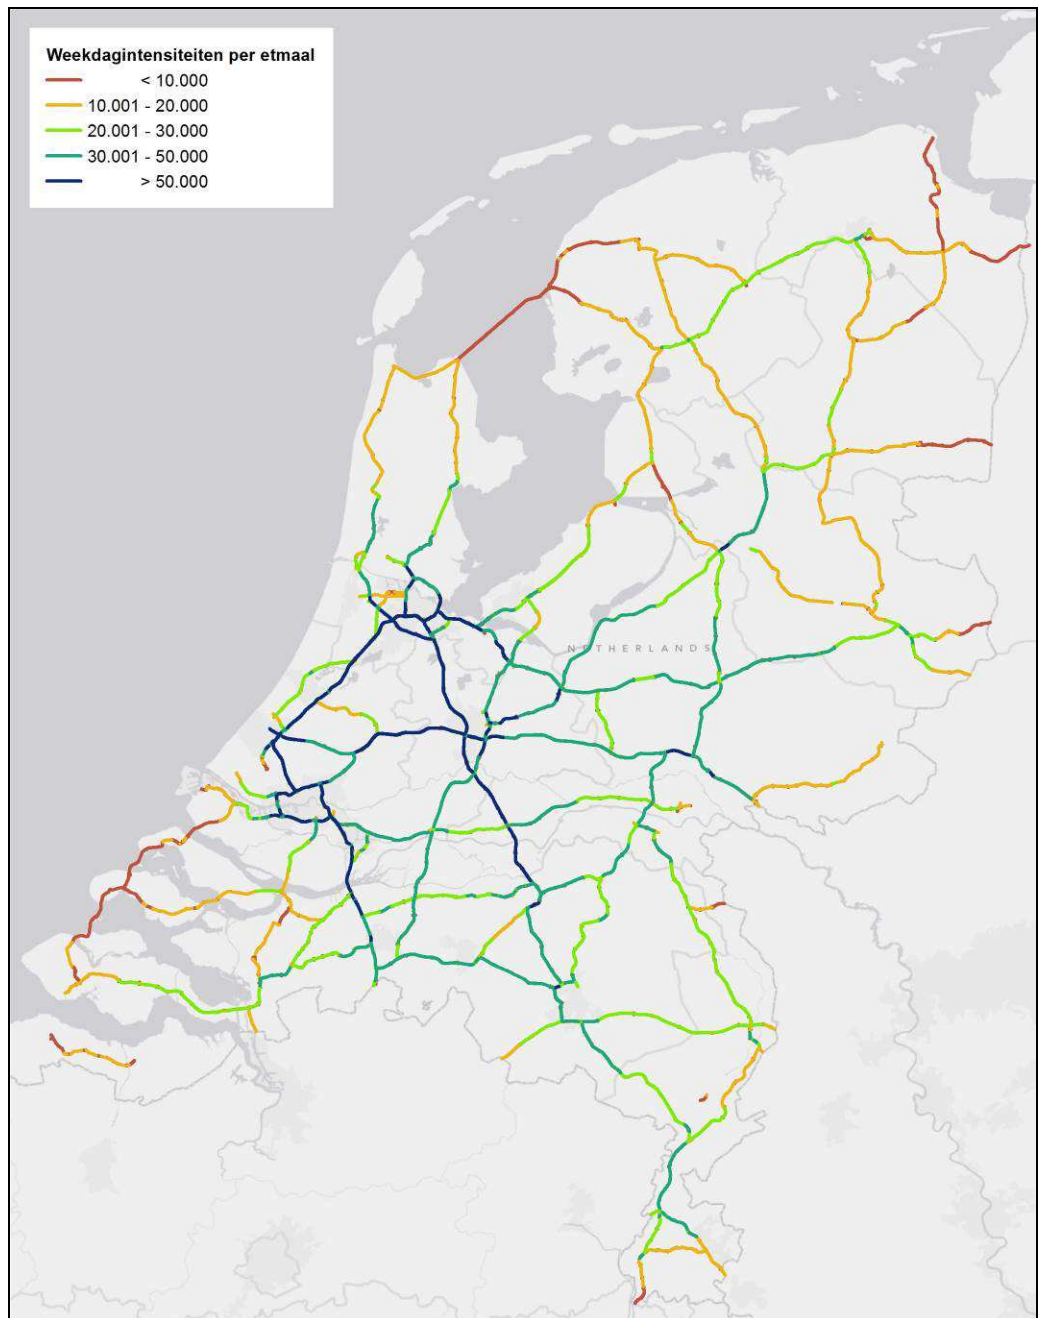 Weekdagintensiteiten per etmaal
< 10.000
10.001 - 20.000
20.001 - 30.000
30.001 - 50.000
> 50.000
NETHERLANDS